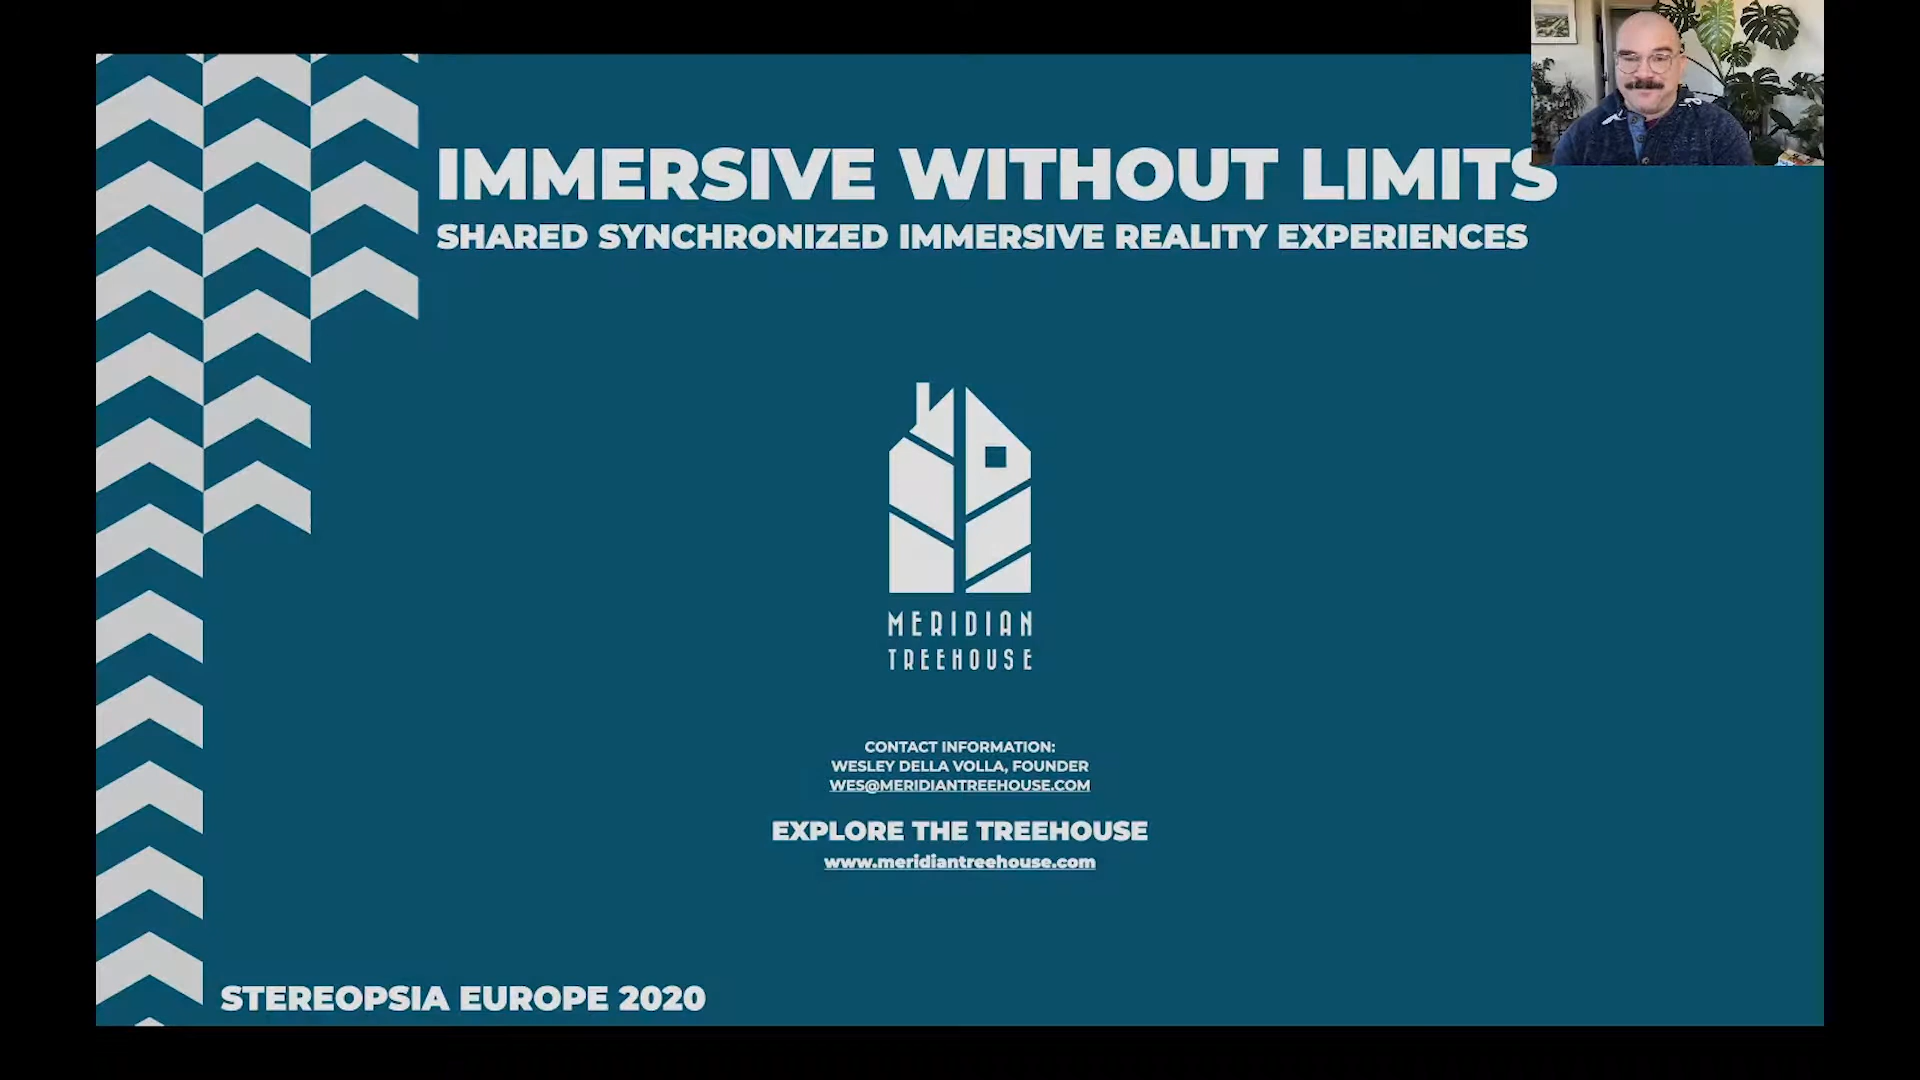 IMMERSIVE WITHOUT LIMITS
SHARED SYNCHRONIZED IMMERSIVE REALITY EXPERIENCES
MERIDIAN
TREEHOUSE
CONTACT INFORMATION:
WESLEY DELLA VOLLA, FOUNDER
WES@MERIDIANTREEHOUSE.COM
EXPLORE THE TREEHOUSE
www.meridiantreehouse.com
STEREOPSIA EUROPE 2020